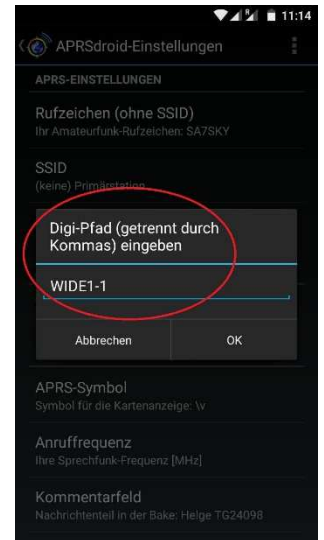 11:14
APRSdroid-Einstellungen
APRS-EINSTELLUNGEN
Rufzeichen (ohne SSID)
Ihr Amateurfunk-Rufzeichen: SA7SKY
SSID
(keine) Primärstation
Digi-Pfad (getrennt durch
Kommas) eingeben
WIDE1-1
Abbrechen OK
APRS-Symbol
Symbol für die Kartenanzeige: \v
Anruffrequenz
Ihre Sprechfunk-Frequenz [MHz]
Kommentarfeld
Nachrichtenteil in der Bake: Helge TG24098